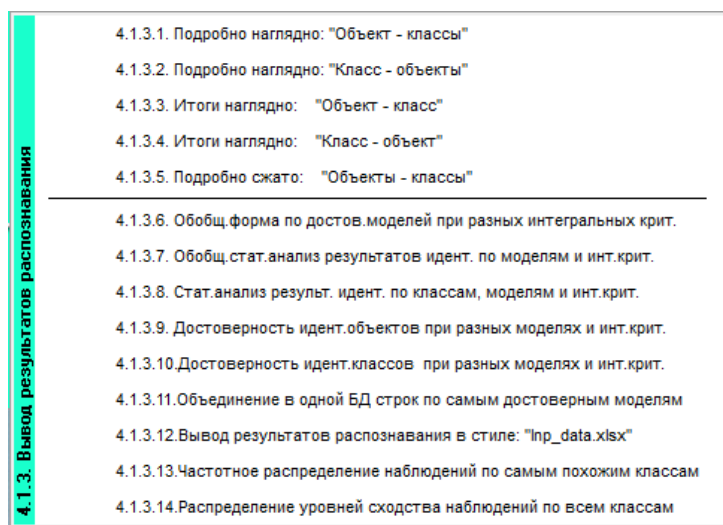 4.1.3. Вывод результатов распознавания
4.1.3.1. Подробно наглядно: "Объект - классы"
4.1.3.2. Подробно наглядно: "Класс - объекты"
4.1.3.3. Итоги наглядно: "Объект - класс"
4.1.3.4. Итоги наглядно: "Класс - объект"
4.1.3.5. Подробно сжато: "Объекты - классы"
4.1.3.6. Обобщ.форма по достов.моделей при разных интегральных крит.
4.1.3.7. Обобщ.стат.анализ результатов идент. по моделям и инт.крит.
4.1.3.8. Стат.анализ результ. идент. по классам, моделям и инт.крит.
4.1.3.9. Достоверность идент.объектов при разных моделях и инт.крит.
4.1.3.10.Достоверность идент.классов при разных моделях и инт.крит.
4.1.3.11.Объединение в одной БД строк по самым достоверным моделям
4.1.3.12.Вывод результатов распознавания в стиле: "Inp_data.xlsx"
4.1.3.13.Частотное распределение наблюдений по самым похожим классам
4.1.3.14.Распределение уровней сходства наблюдений по всем классам